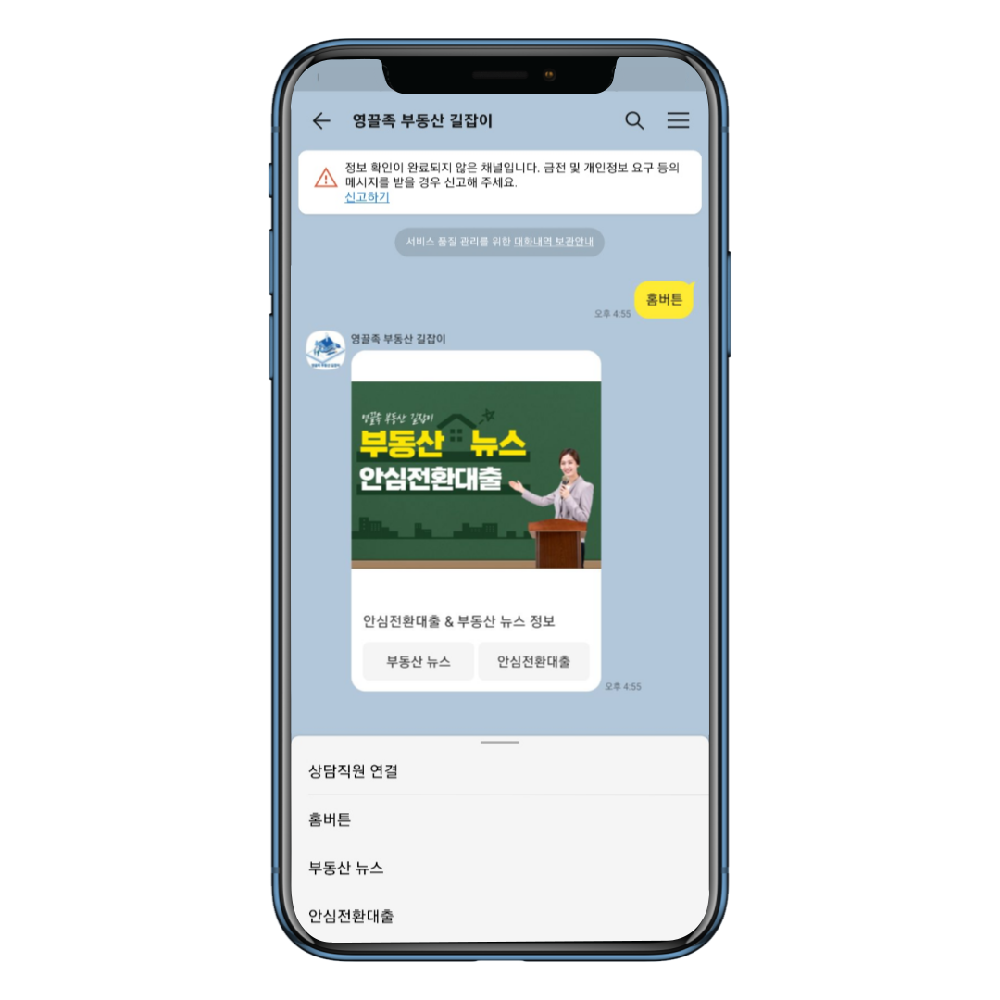 영끌족 부동산 길잡이
정보 확인이 완료되지 않은 채널입니다. 금전 및 개인정보 요구 등의
메시지를 받을 경우 신고해 주세요.
신고하기
서비스 품질 관리를 위한 대화내역 보관안내
홈버튼
오후 4:55
영끌족 부동산 길잡이
영끌족 부동산 길잡이
부동산 뉴스
안심전환대출
안심전환대출 & 부동산 뉴스 정보
부동산 뉴스 안심전환대출
오후 4:55
상담직원 연결
홈버튼
부동산 뉴스
안심전환대출